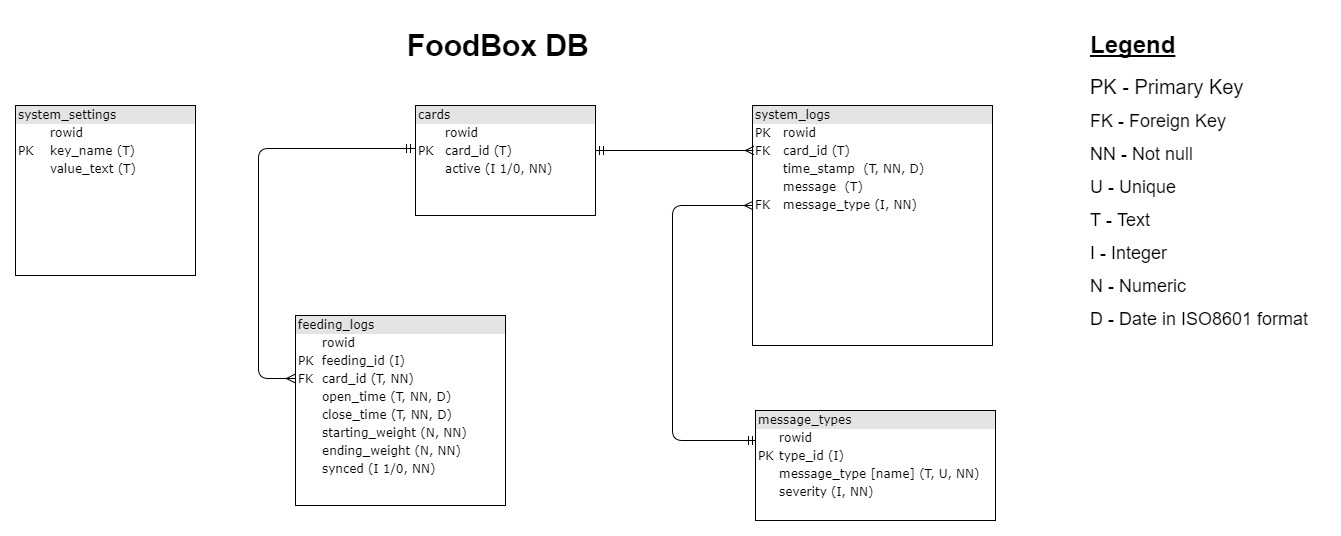 FoodBox DB
system_settings
rowid
PK key_name (T)
value_text (T)
cards
rowid
PK card_id (T)
active (I 1/0, NN)
system_logs
PK rowid
FK card_id (T)
time_stamp (T, NN, D)
message (T)
FK message_type (I, NN)
feeding_logs
rowid
PK feeding_id (I)
FK card_id (T, NN)
open_time (T, NN, D)
close_time (T, NN, D)
starting_weight (N, NN)
ending_weight (N, NN)
synced (I 1/0, NN)
message_types
rowid
PK type_id (I)
message_type [name] (T, U, NN)
severity (I, NN)
Legend
PK - Primary Key
FK - Foreign Key
NN - Not null
U - Unique
T - Text
I - Integer
N - Numeric
D - Date in ISO8601 format